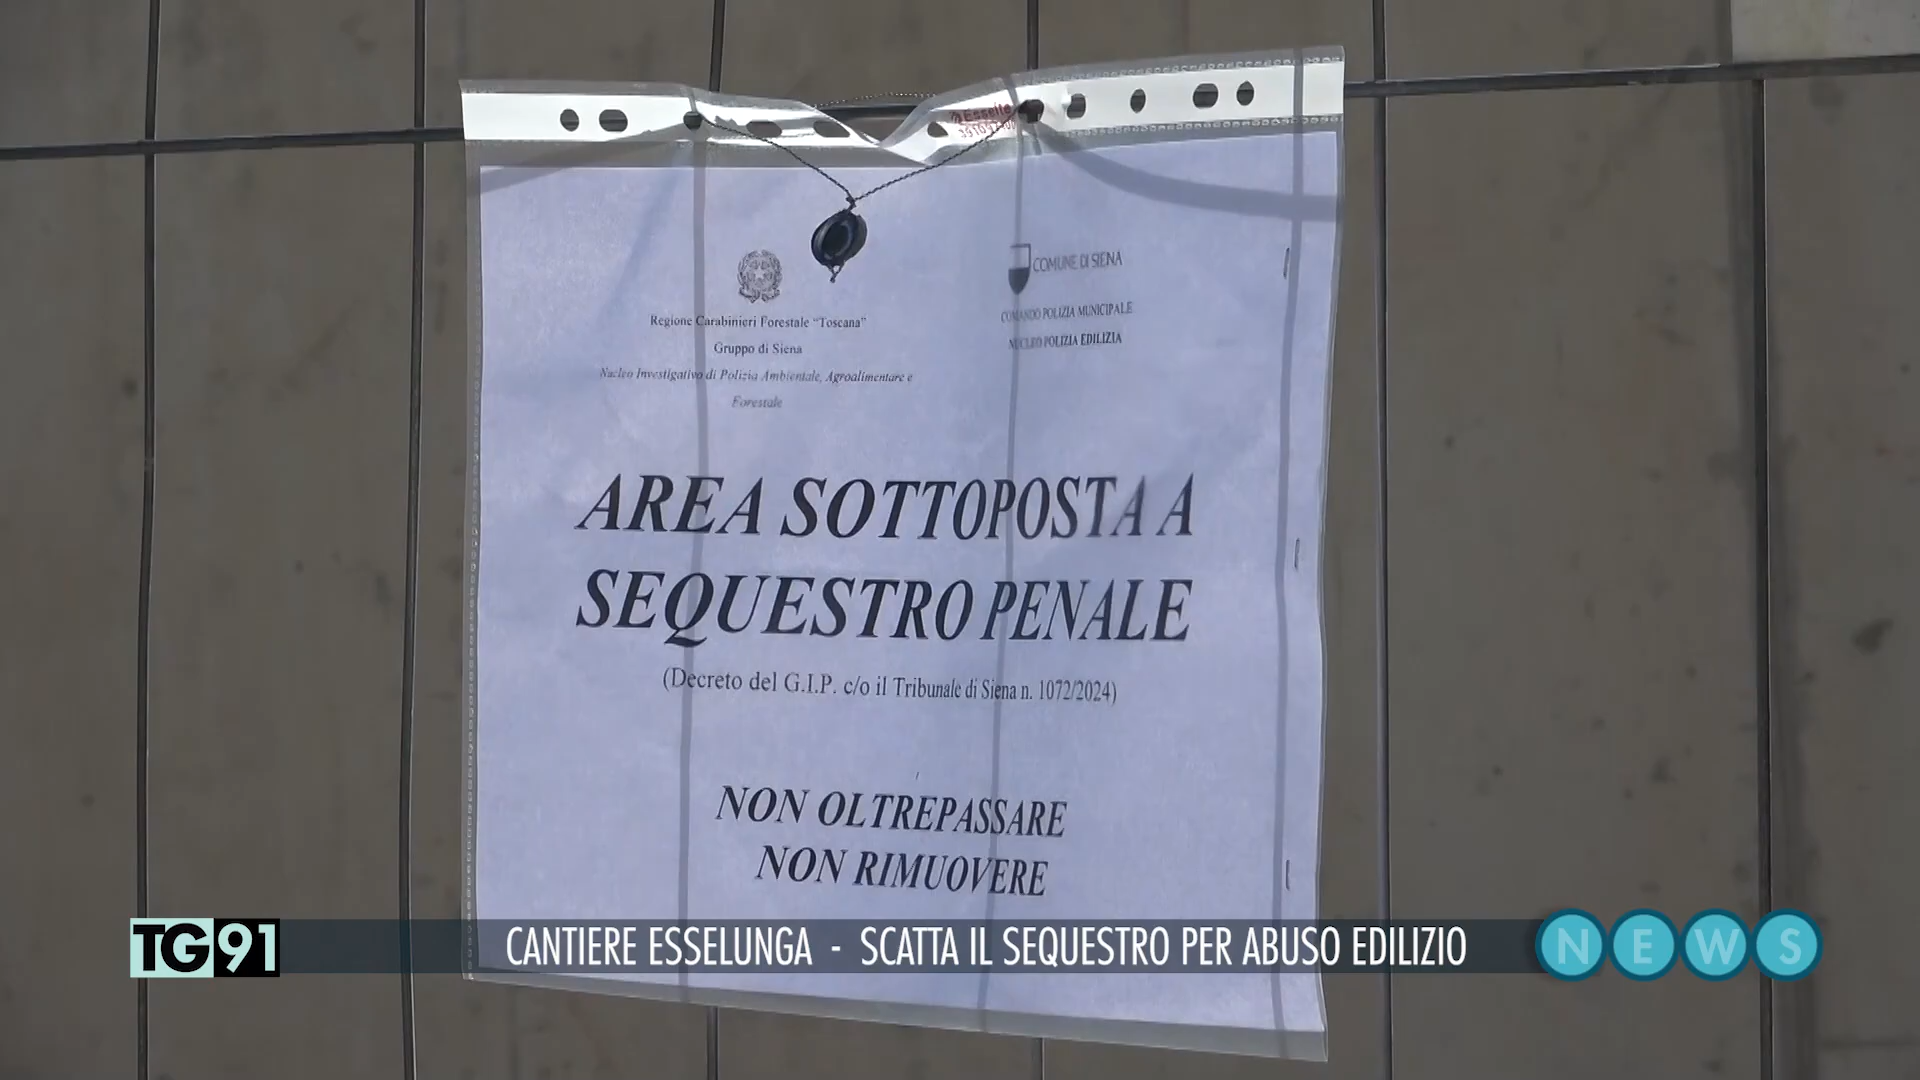 Esselte
COMUNE DI SIENA
COMANDO POLIZIA MUNICIPALE
NUCLEO POLIZIA EDILIZIA
Regione Carabinieri Forestale "Toscana"
Gruppo di Siena
Nucleo Investigativo di Polizia Ambientale, Agroalimentare e
Forestale
AREA SOTTOPOSTA A
SEQUESTRO PENALE
(Decreto del G.I.P. c/o il Tribunale di Siena n. 1072/2024)
NON OLTREPASSARE
NON RIMUOVERE
TG91
CANTIERE ESSELUNGA - SCATTA IL SEQUESTRO PER ABUSO EDILIZIO
NEWS